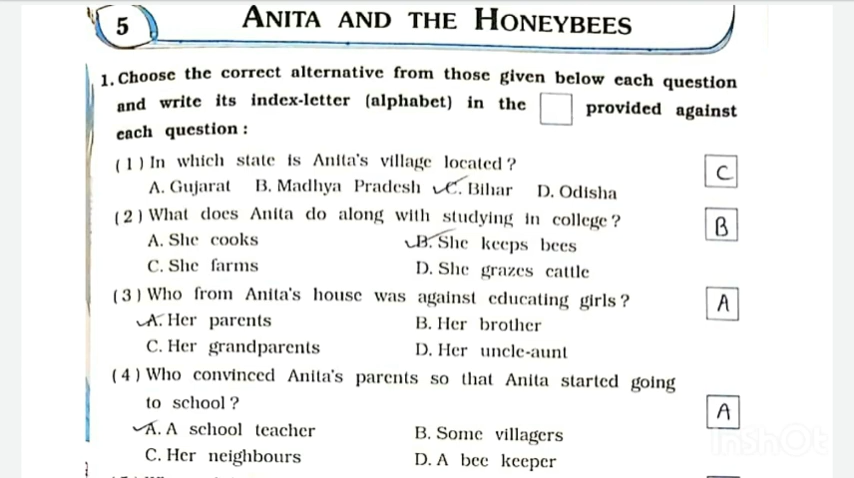 5
ANITA AND THE HONEYBEES
1. Choose the correct alternative from those given below each question
and write its index-letter (alphabet) in the provided against
each question :
( 1 ) In which state is Anita's village located ?
C
A. Gujarat B. Madhya Pradesh ✓C. Bihar D. Odisha
( 2 ) What does Anita do along with studying in college ?
B
A. She cooks ✓B. She keeps bees
C. She farms D. She grazes cattle
( 3 ) Who from Anita's house was against educating girls ?
A
✓A. Her parents B. Her brother
C. Her grandparents D. Her uncle-aunt
( 4 ) Who convinced Anita's parents so that Anita started going
to school ?
A
✓A. A school teacher B. Some villagers
C. Her neighbours D. A bee keeper
InShOt